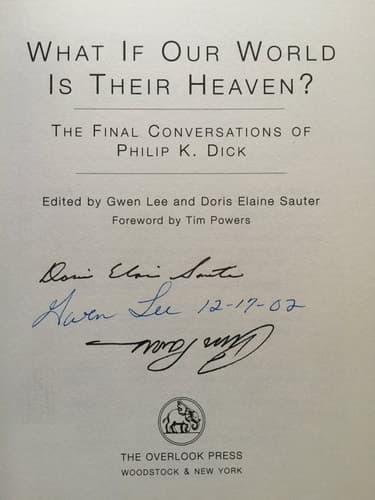 WHAT IF OUR WORLD
IS THEIR HEAVEN?
THE FINAL CONVERSATIONS OF
PHILIP K. DICK
Edited by Gwen Lee and Doris Elaine Sauter
Foreword by Tim Powers
Doris Elaine Sauter
Gwen Lee 12-17-02
Tim Powers
THE OVERLOOK PRESS
WOODSTOCK & NEW YORK